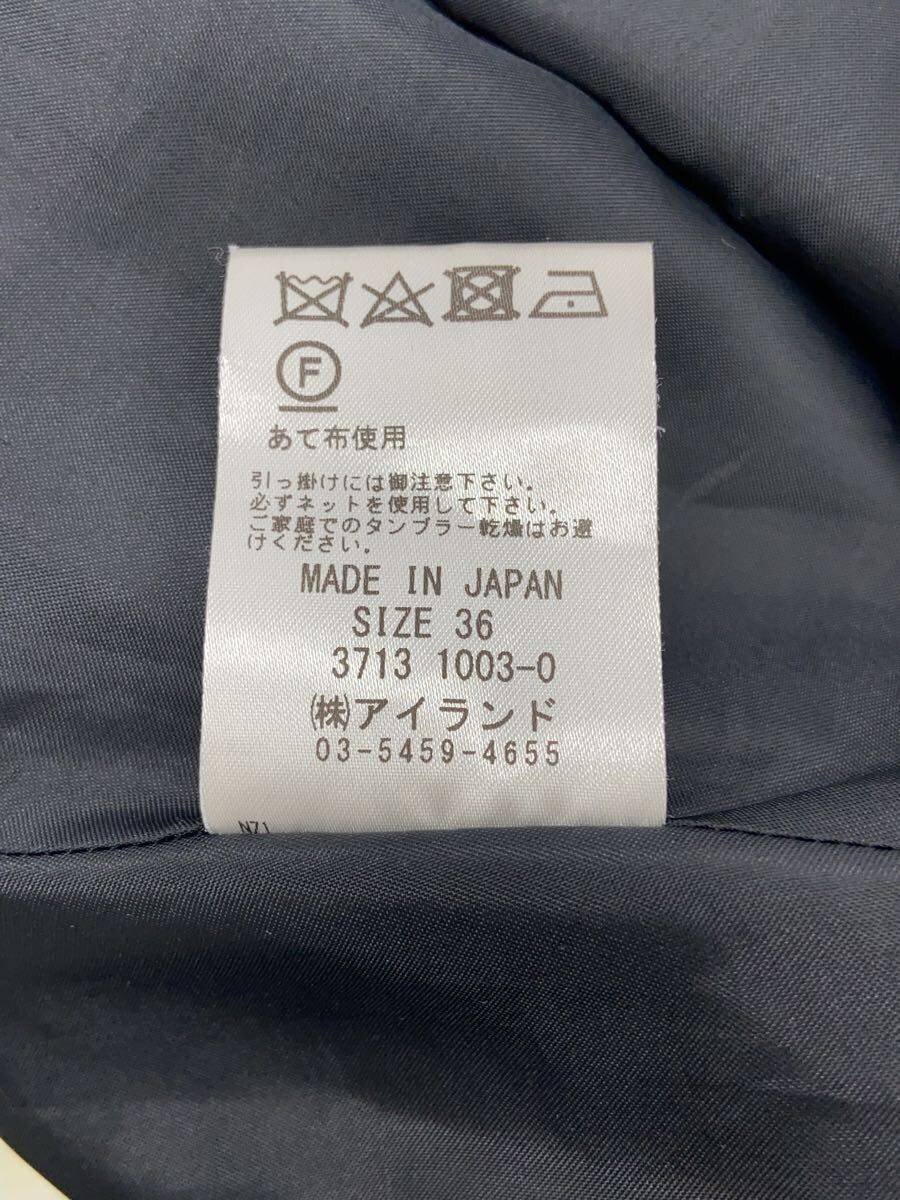 F
あて布使用
引っ掛けには御注意下さい。
必ずネットを使用して下さい。
ご家庭でのタンブラー乾燥はお避
けください。
MADE IN JAPAN
SIZE 36
3713 1003-0
㈱アイランド
03-5459-4655